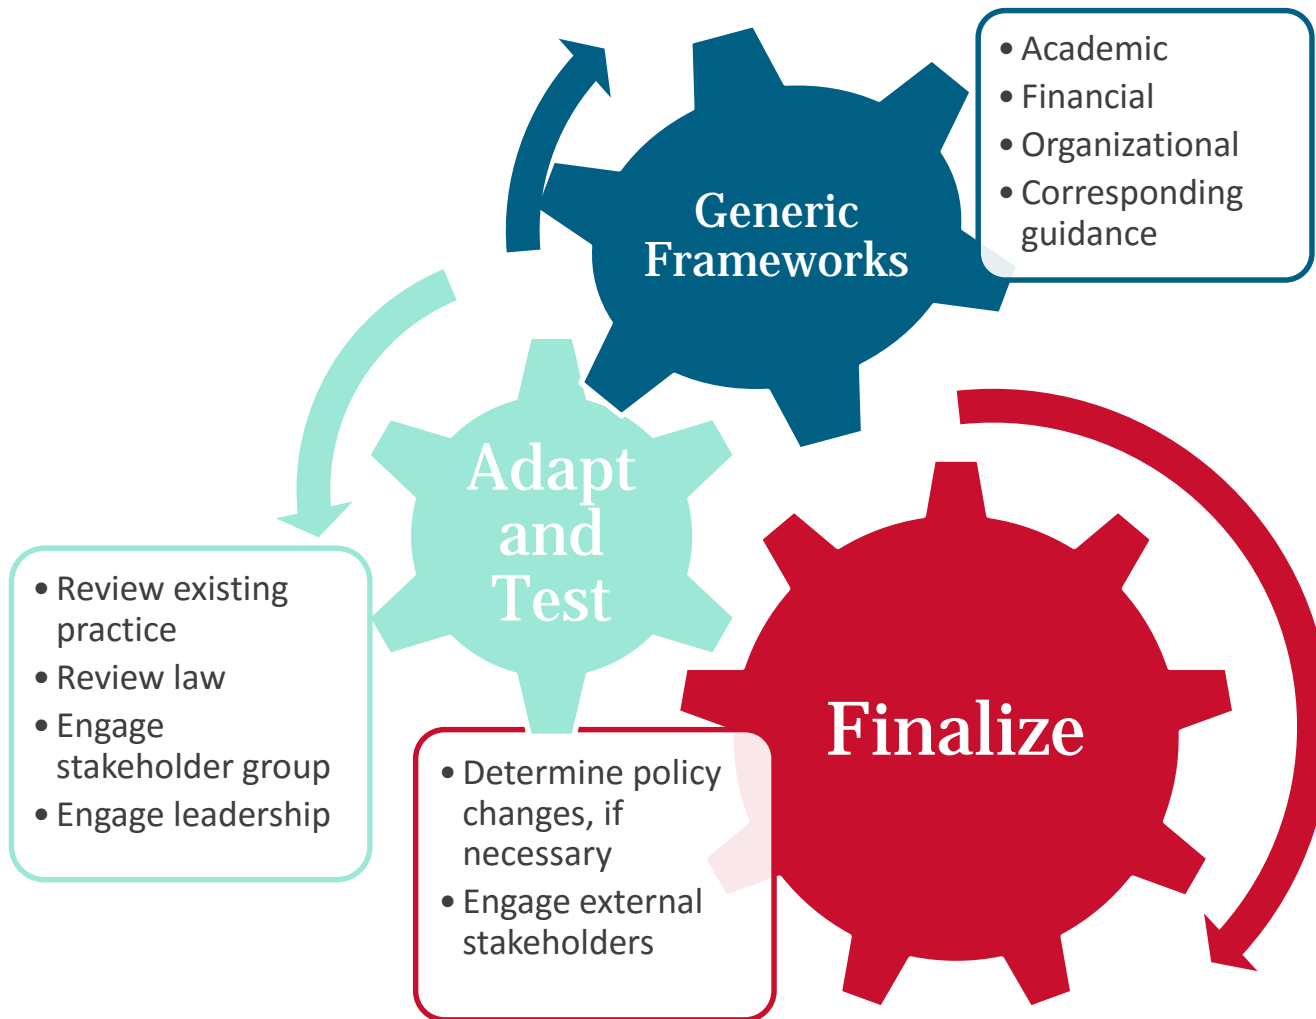 • Academic
• Financial
• Organizational
• Corresponding
guidance
Generic
Frameworks
Adapt
and
Test
• Review existing
practice
• Review law
• Engage
stakeholder group
• Engage leadership
Finalize
• Determine policy
changes, if
necessary
• Engage external
stakeholders